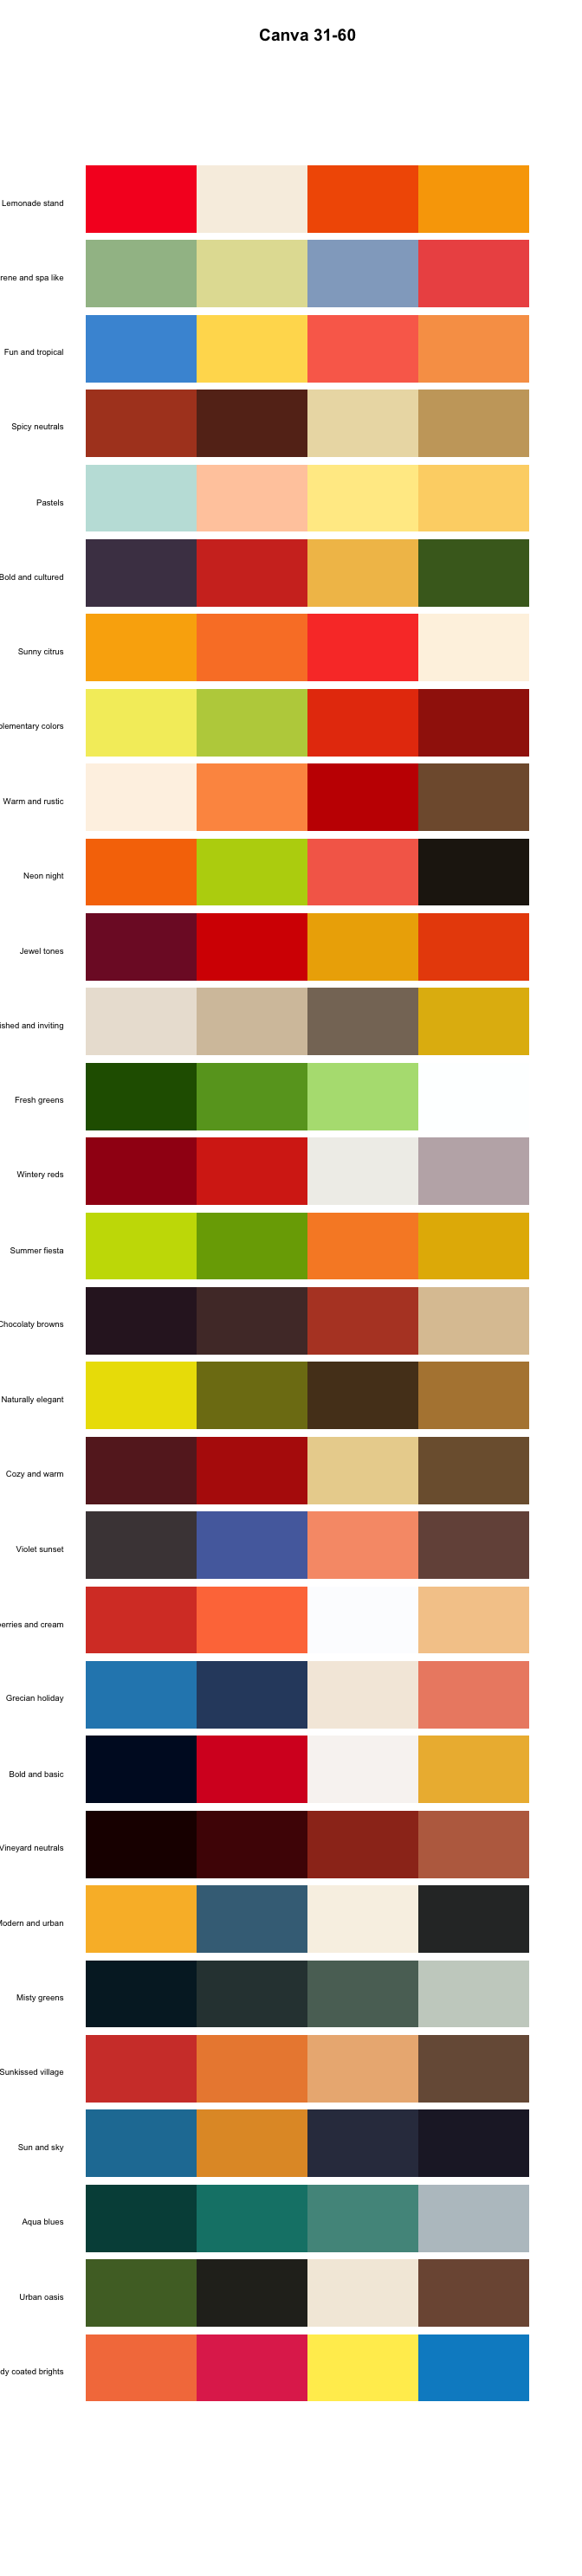 Canva 31-60
Lemonade stand
rene and spa like
Fun and tropical
Spicy neutrals
Pastels
Bold and cultured
Sunny citrus
plementary colors
Warm and rustic
Neon night
Jewel tones
ished and inviting
Fresh greens
Wintery reds
Summer fiesta
Chocolaty browns
Naturally elegant
Cozy and warm
Violet sunset
erries and cream
Grecian holiday
Bold and basic
Vineyard neutrals
Modern and urban
Misty greens
Sunkissed village
Sun and sky
Aqua blues
Urban oasis
dy coated brights